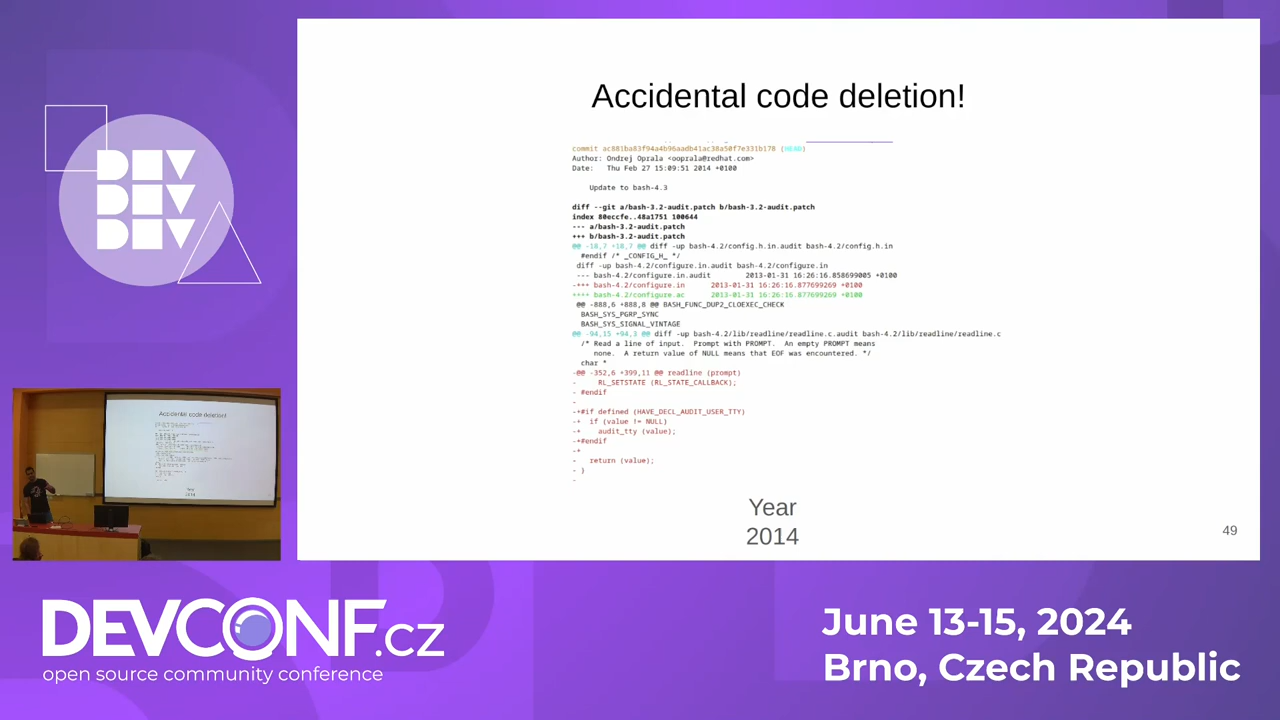 DEV
DEV
DEV
Accidental code deletion!
commit ac881ba83f94a4b96aadb41ac38a50f7e331b178 (HEAD)
Author: Ondrej Oprala <ooprala@redhat.com>
Date:   Thu Feb 27 15:09:51 2014 +0100
Update to bash-4.3
diff --git a/bash-3.2-audit.patch b/bash-3.2-audit.patch
index 80eccfe..48a1751 100644
--- a/bash-3.2-audit.patch
+++ b/bash-3.2-audit.patch
@@ -18,7 +18,7 @@ diff -up bash-4.2/config.h.in.audit bash-4.2/config.h.in
#endif /* _CONFIG_H_ */
diff -up bash-4.2/configure.in.audit bash-4.2/configure.in
--- bash-4.2/configure.in.audit 2013-01-31 16:26:16.858699005 +0100
-+++ bash-4.2/configure.in 2013-01-31 16:26:16.877699269 +0100
++++ bash-4.2/configure.ac 2013-01-31 16:26:16.877699269 +0100
@@ -888,6 +888,8 @@ BASH_FUNC_DUP2_CLOEXEC_CHECK
BASH_SYS_PGRP_SYNC
BASH_SYS_SIGNAL_VINTAGE
@@ -94,15 +94,3 @@ diff -up bash-4.2/lib/readline/readline.c.audit bash-4.2/lib/readline/readline.c
/* Read a line of input.  Prompt with PROMPT.  An empty PROMPT means
none.  A return value of NULL means that EOF was encountered. */
char *
-@@ -352,6 +399,11 @@ readline (prompt)
-     RL_SETSTATE (RL_STATE_CALLBACK);
- #endif
-
-+#if defined (HAVE_DECL_AUDIT_USER_TTY)
-+  if (value != NULL)
-+    audit_tty (value);
-+#endif
-+
-   return (value);
- }
-
Year
2014
49
Accidental code deletion!
Year
2014
DEVCONF.cz
open source community conference
June 13-15, 2024
Brno, Czech Republic